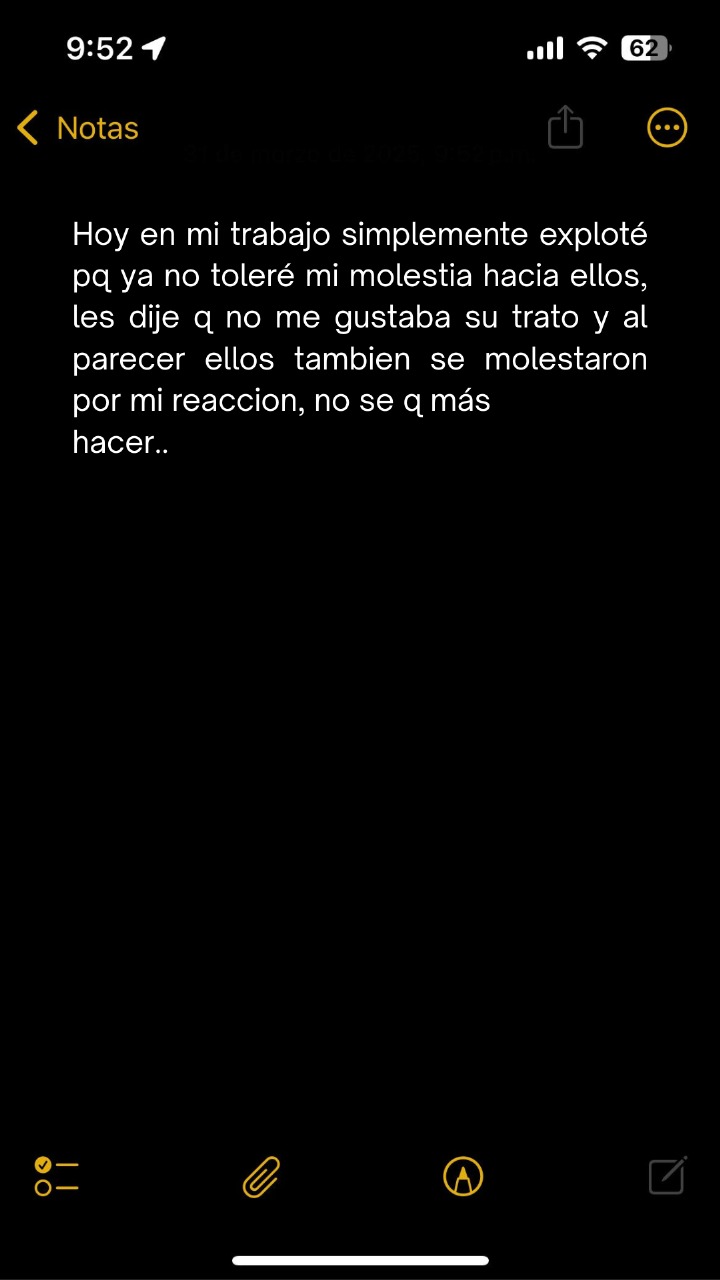 9:52
62
Notas
Hoy en mi trabajo simplemente exploté
pq ya no toleré mi molestia hacia ellos,
les dije q no me gustaba su trato y al
parecer ellos tambien se molestaron
por mi reaccion, no se q más
hacer..